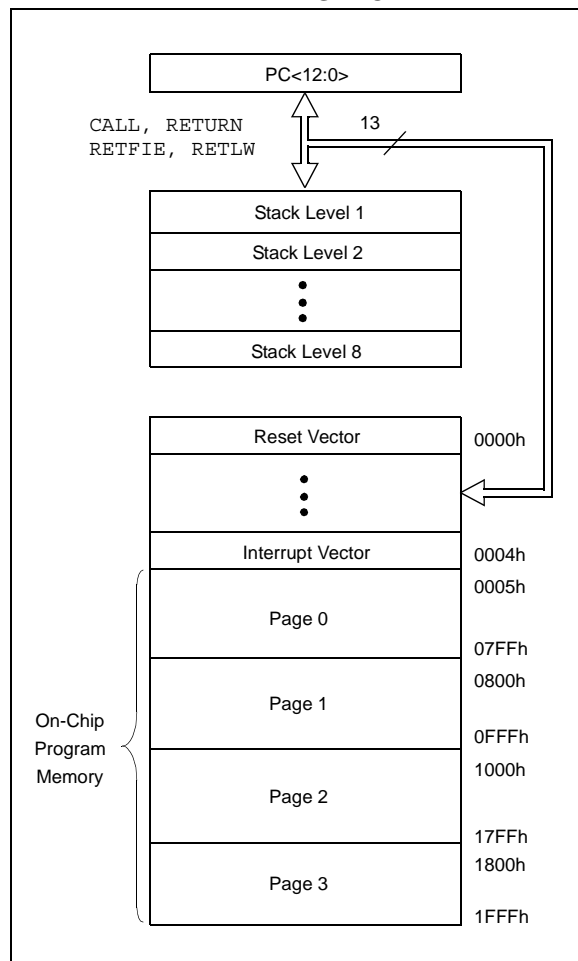 PC<12:0>
CALL, RETURN
RETFIE, RETLW
13
Stack Level 1
Stack Level 2
Stack Level 8
Reset Vector
0000h
Interrupt Vector
0004h
0005h
Page 0
07FFh
0800h
Page 1
0FFFh
On-Chip
Program
Memory
1000h
Page 2
17FFh
1800h
Page 3
1FFFh